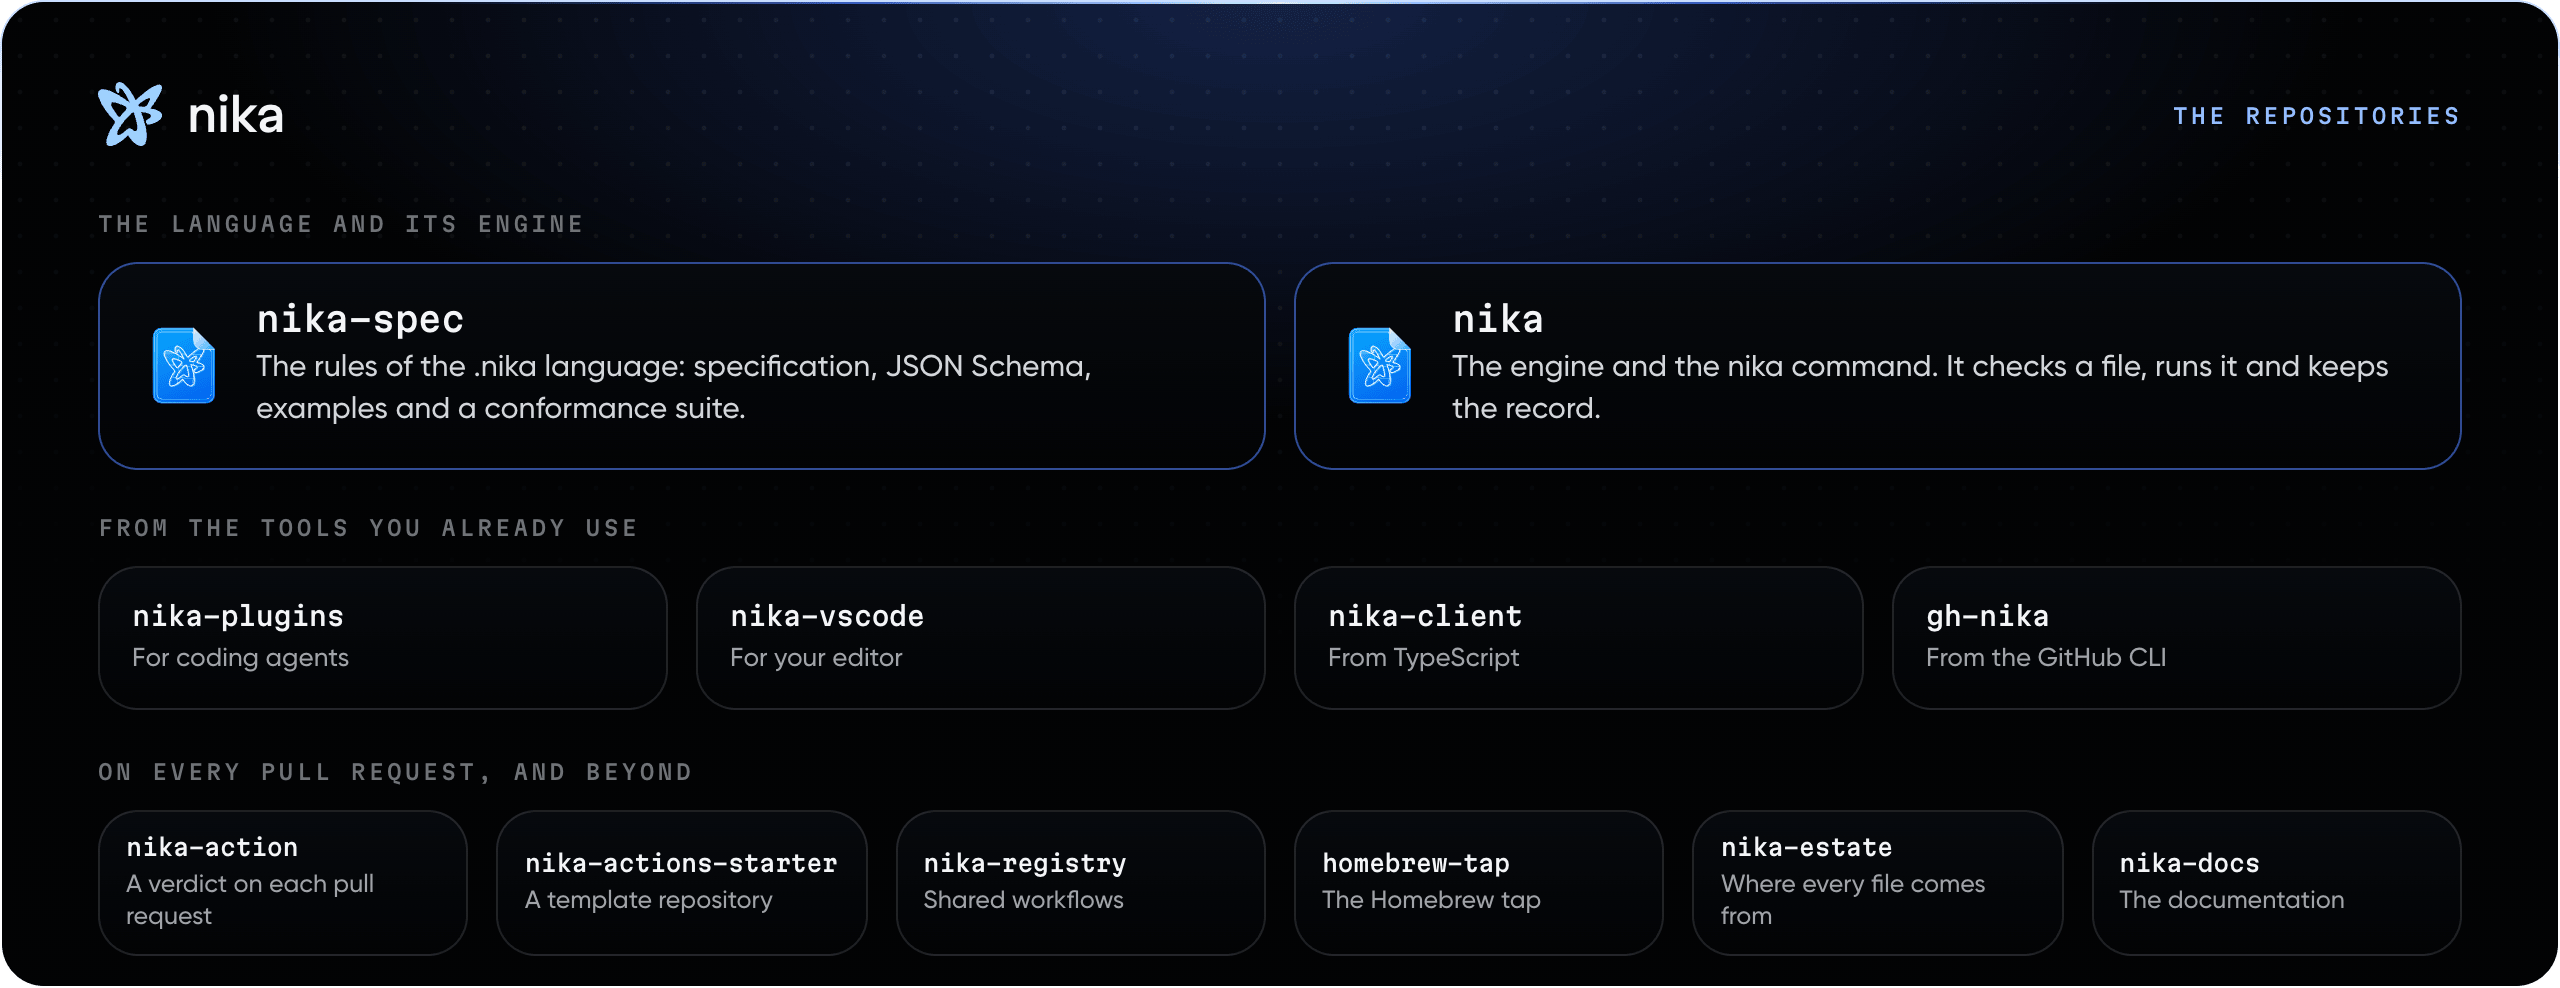 nika
THE REPOSITORIES
THE LANGUAGE AND ITS ENGINE
nika-spec
The rules of the .nika language: specification, JSON Schema,
examples and a conformance suite.
nika
The engine and the nika command. It checks a file, runs it and keeps
the record.
FROM THE TOOLS YOU ALREADY USE
nika-plugins
For coding agents
nika-vscode
For your editor
nika-client
From TypeScript
gh-nika
From the GitHub CLI
ON EVERY PULL REQUEST, AND BEYOND
nika-action
A verdict on each pull
request
nika-actions-starter
A template repository
nika-registry
Shared workflows
homebrew-tap
The Homebrew tap
nika-estate
Where every file comes
from
nika-docs
The documentation